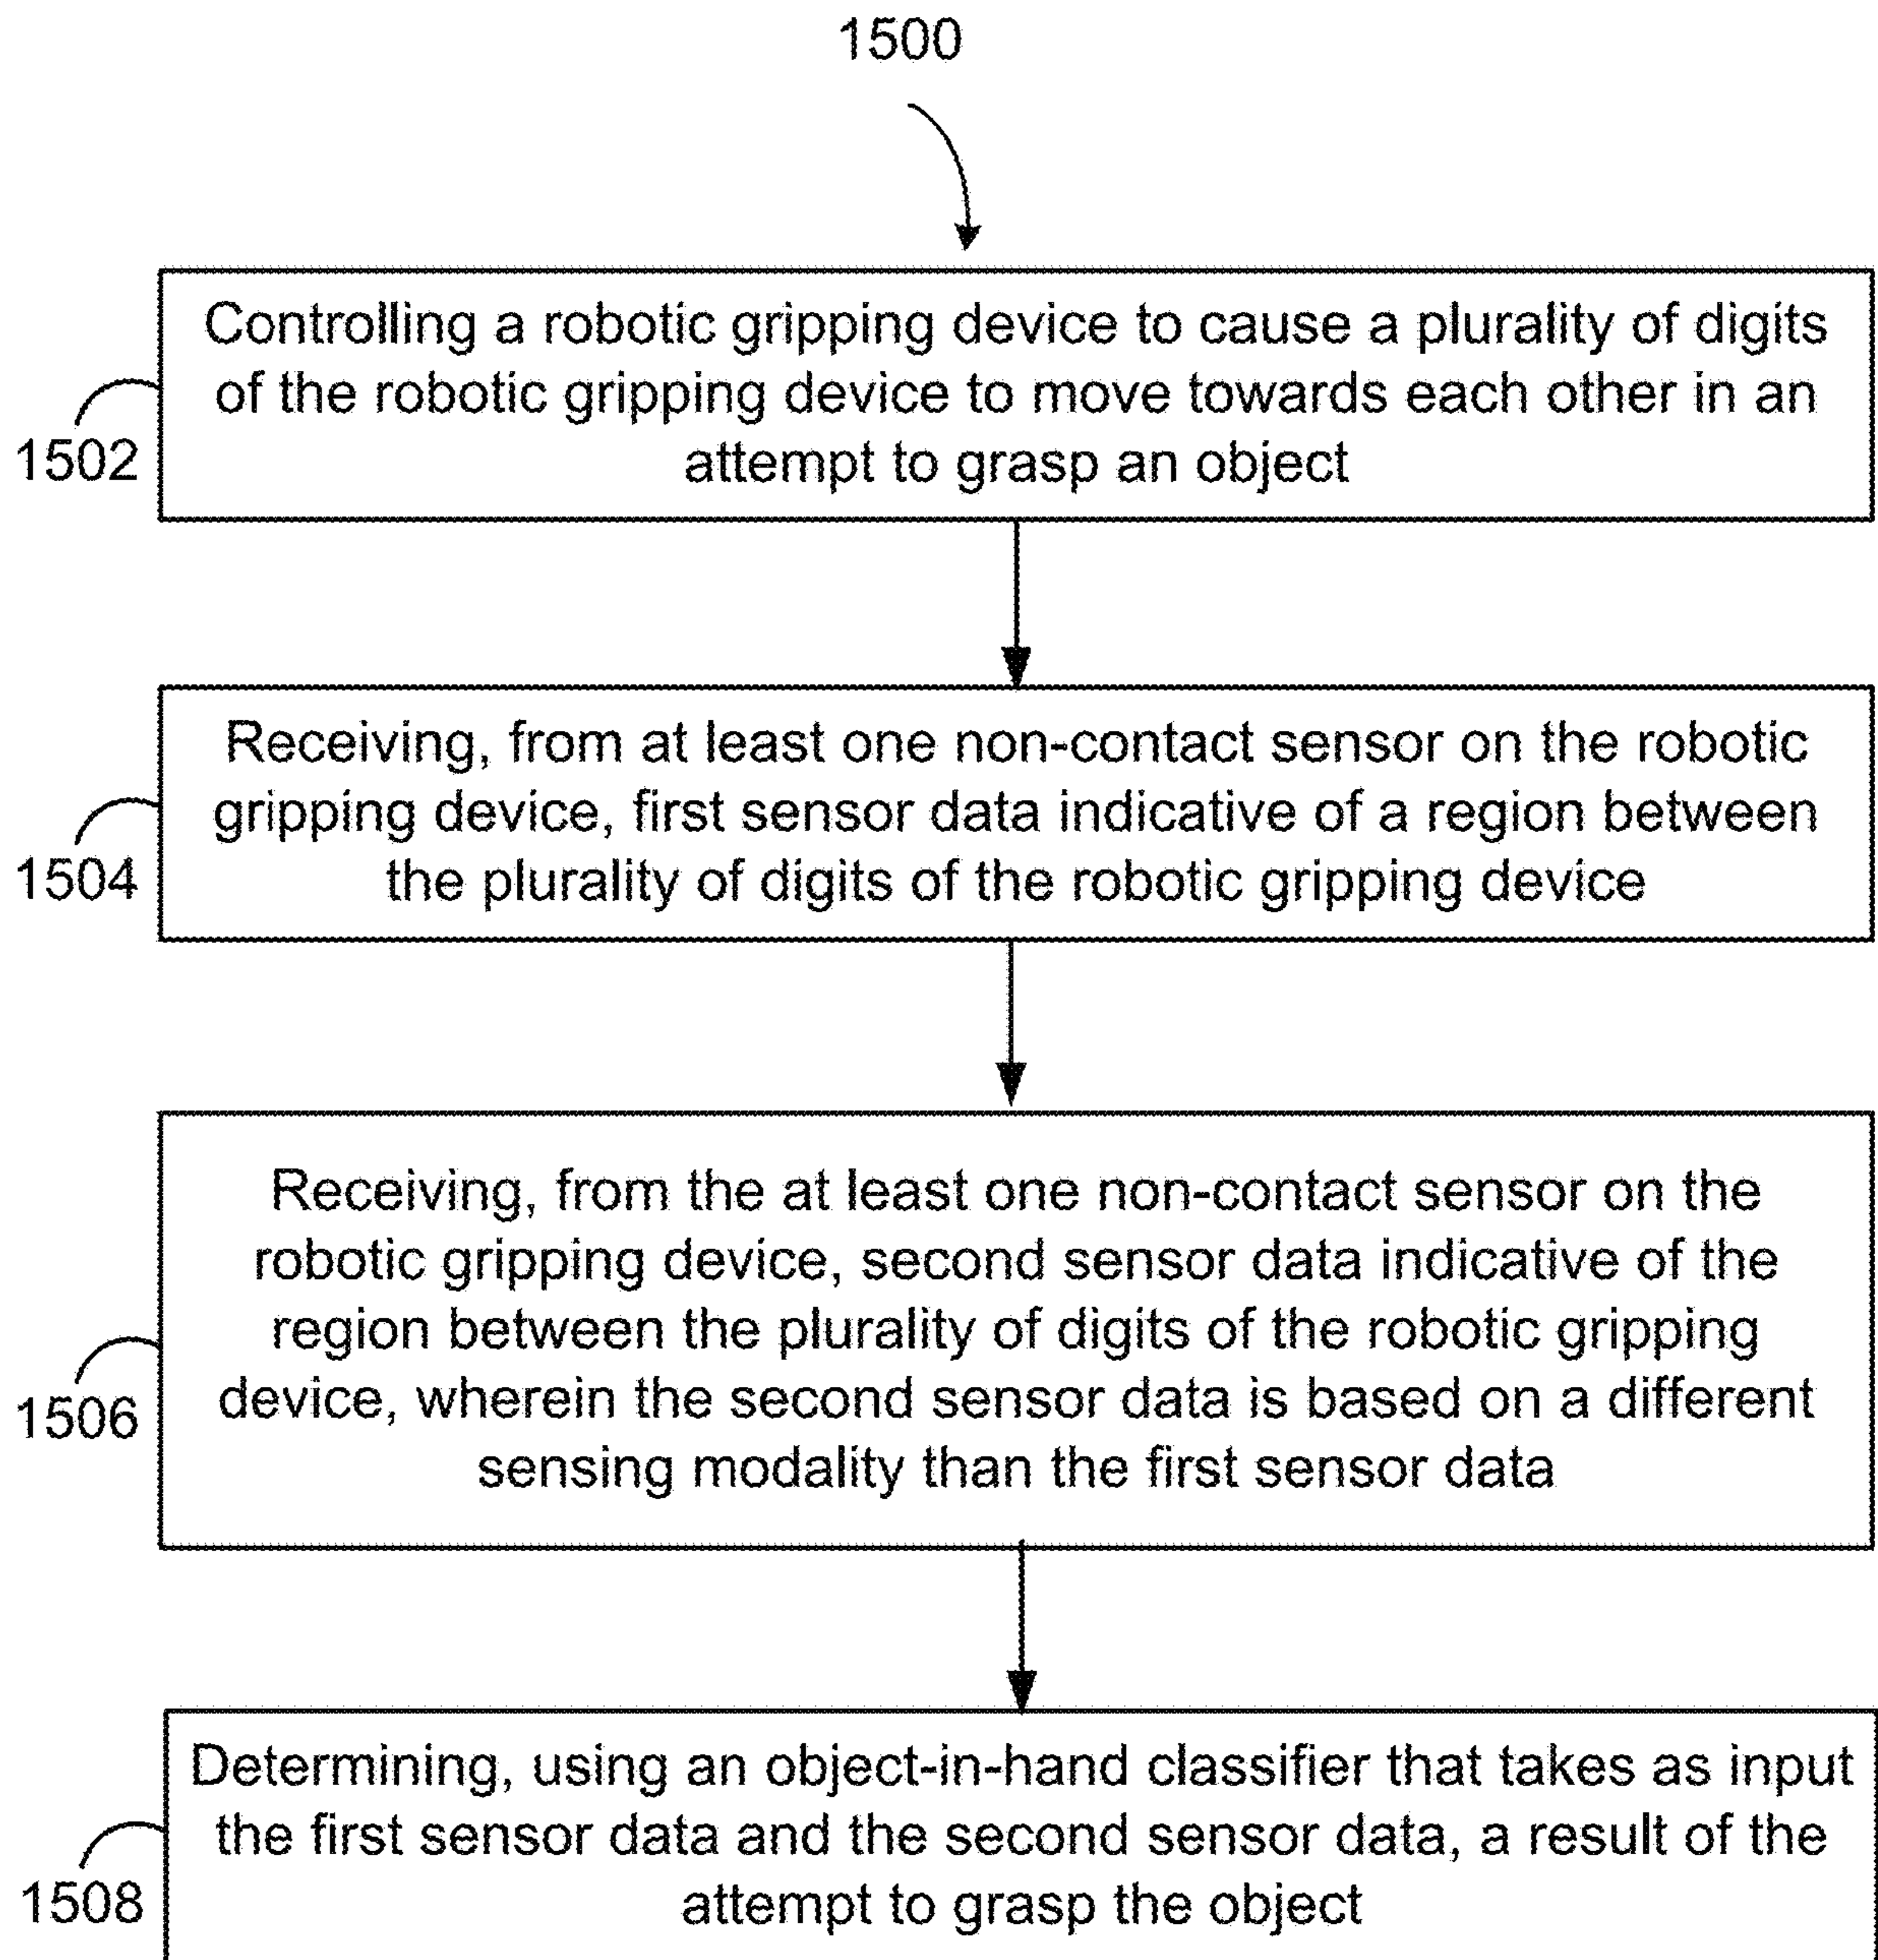 1500
Controlling a robotic gripping device to cause a plurality of digits
of the robotic gripping device to move towards each other in an
attempt to grasp an object
1502
Receiving, from at least one non-contact sensor on the robotic
gripping device, first sensor data indicative of a region between
the plurality of digits of the robotic gripping device
1504
Receiving, from the at least one non-contact sensor on the
robotic gripping device, second sensor data indicative of the
region between the plurality of digits of the robotic gripping
device, wherein the second sensor data is based on a different
sensing modality than the first sensor data
1506
Determining, using an object-in-hand classifier that takes as input
the first sensor data and the second sensor data, a result of the
attempt to grasp the object
1508